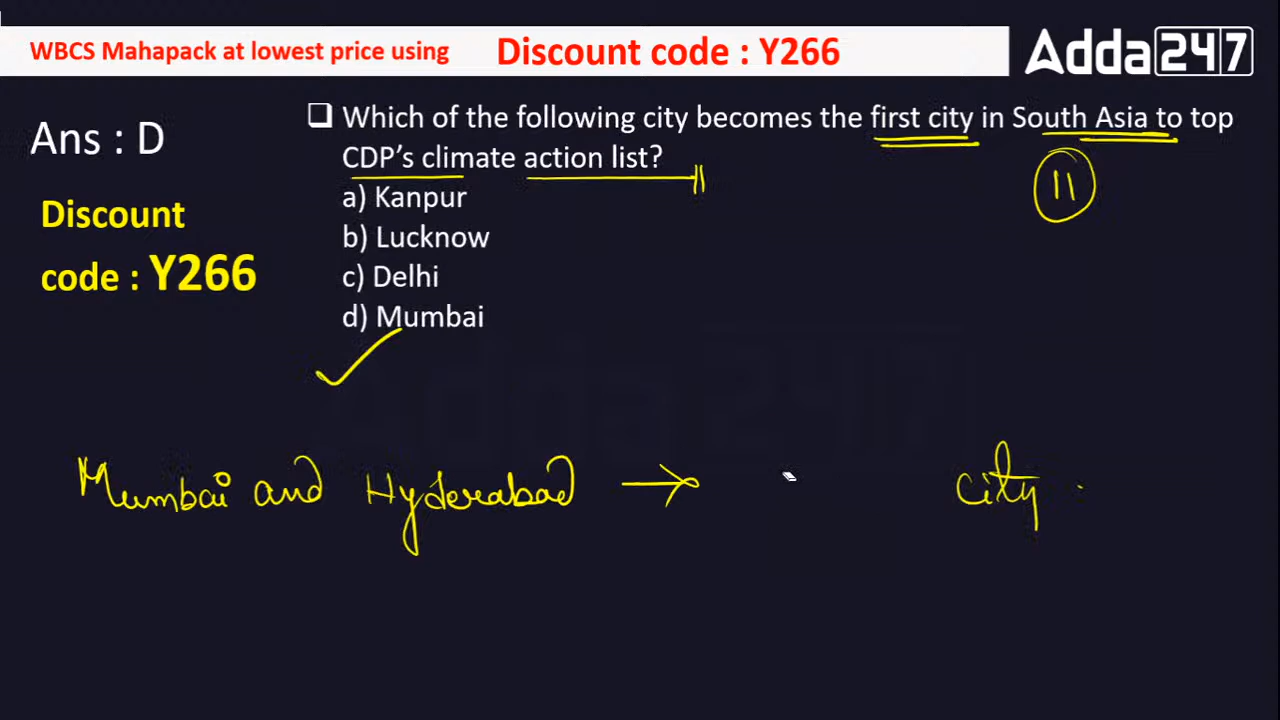 WBCS Mahapack at lowest price using Discount code : Y266
Adda247
Ans : D
Discount
code : Y266
❑ Which of the following city becomes the first city in South Asia to top
CDP's climate action list?
a) Kanpur
b) Lucknow
c) Delhi
d) Mumbai
11
Mumbai and Hyderabad → city
Adda247